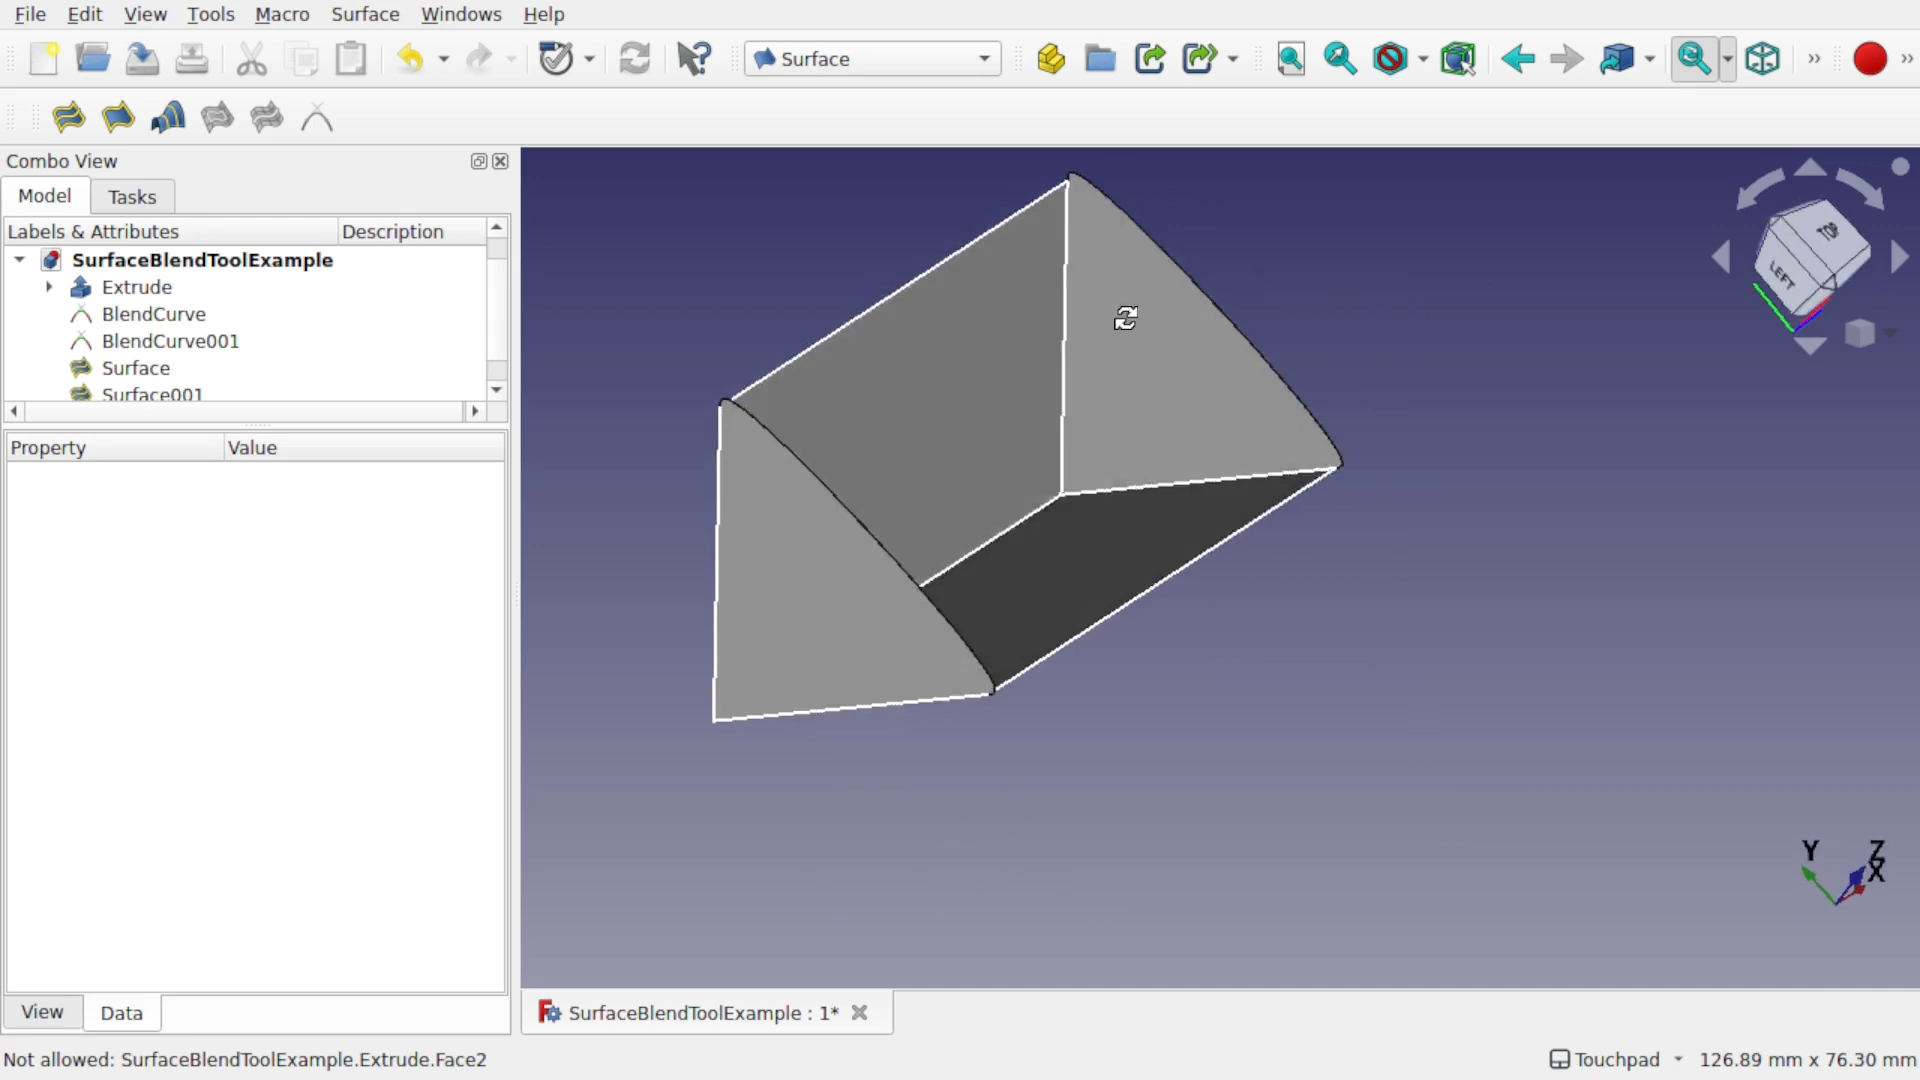 File Edit View Tools Macro Surface Windows Help
Surface
Combo View
Model Tasks
Labels & Attributes Description
SurfaceBlendToolExample
Extrude
BlendCurve
BlendCurve001
Surface
Surface001
Property Value
TOP
LEFT
Y Z
X
View Data
SurfaceBlendToolExample : 1*
Not allowed: SurfaceBlendToolExample.Extrude.Face2
Touchpad 126.89 mm x 76.30 mm